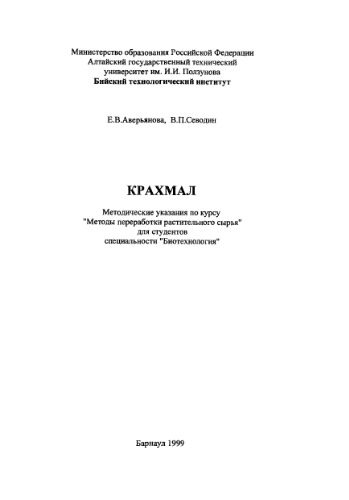 Министерство образования Российской Федерации
Алтайский государственный технический
университет им. И.И. Ползунова
Бийский технологический институт
Е.В.Аверьянова, В.П.Севодин
КРАХМАЛ
Методические указания по курсу
"Методы переработки растительного сырья"
для студентов
специальности "Биотехнология"
Барнаул 1999